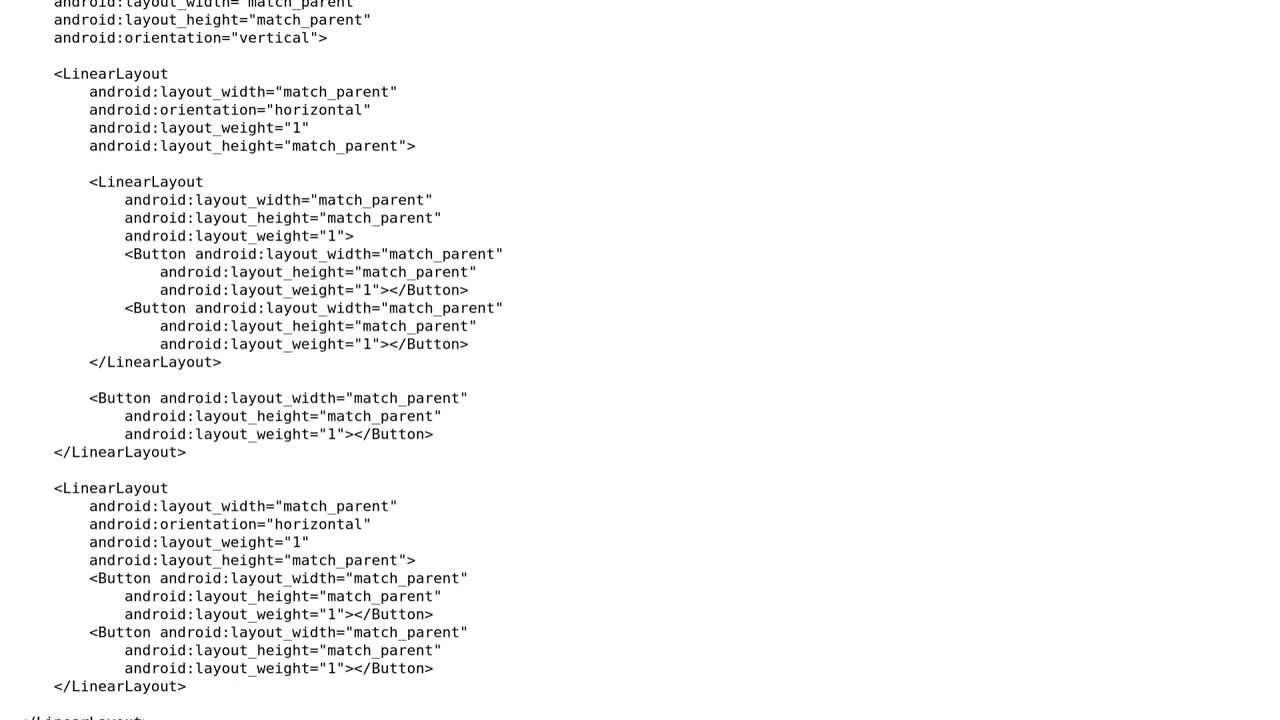 android:layout_width="match_parent"
android:layout_height="match_parent"
android:orientation="vertical">
<LinearLayout
android:layout_width="match_parent"
android:orientation="horizontal"
android:layout_weight="1"
android:layout_height="match_parent">
<LinearLayout
android:layout_width="match_parent"
android:layout_height="match_parent"
android:layout_weight="1">
<Button android:layout_width="match_parent"
android:layout_height="match_parent"
android:layout_weight="1"></Button>
<Button android:layout_width="match_parent"
android:layout_height="match_parent"
android:layout_weight="1"></Button>
</LinearLayout>
<Button android:layout_width="match_parent"
android:layout_height="match_parent"
android:layout_weight="1"></Button>
</LinearLayout>
<LinearLayout
android:layout_width="match_parent"
android:orientation="horizontal"
android:layout_weight="1"
android:layout_height="match_parent">
<Button android:layout_width="match_parent"
android:layout_height="match_parent"
android:layout_weight="1"></Button>
<Button android:layout_width="match_parent"
android:layout_height="match_parent"
android:layout_weight="1"></Button>
</LinearLayout>
</LinearLayout>